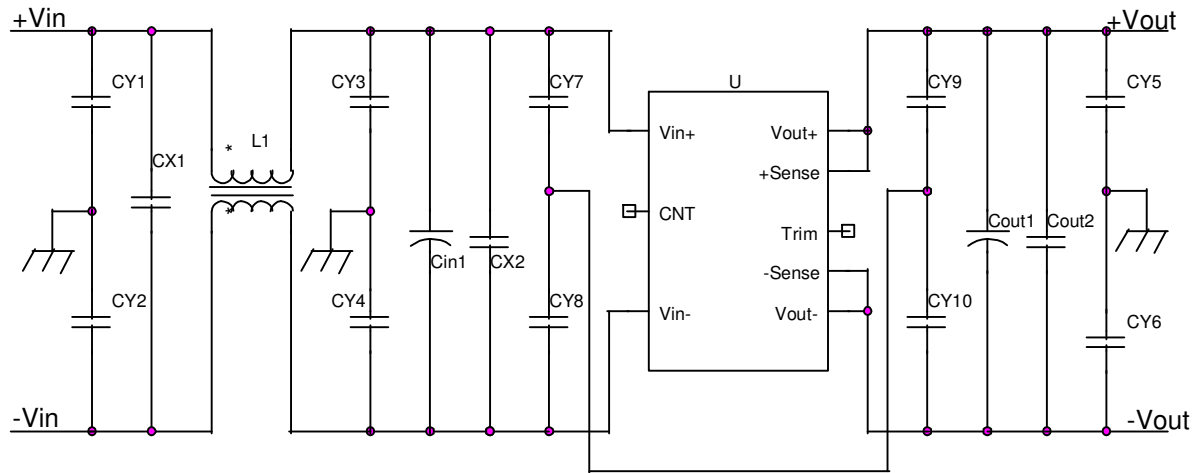 +Vin
+Vout
U
CY1
CY3
CY7
CY9
CY5
Vin+
Vout+
L1
CX1
+Sense
CNT
Trim
Cin1
CX2
Cout1
Cout2
-Sense
CY2
CY4
CY8
Vin-
Vout-
CY10
CY6
-Vin
-Vout